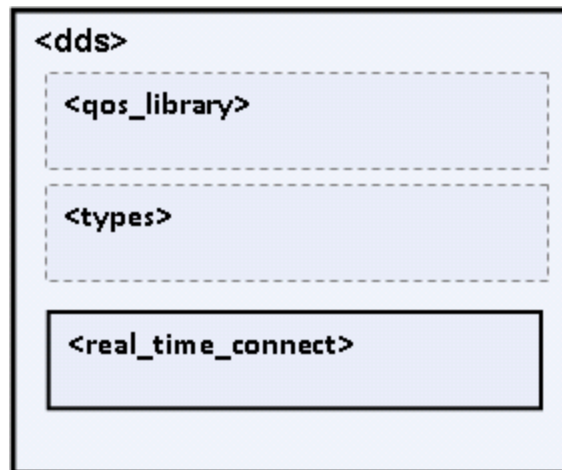 <dds>
<qos_library>
<types>
<real_time_connect>